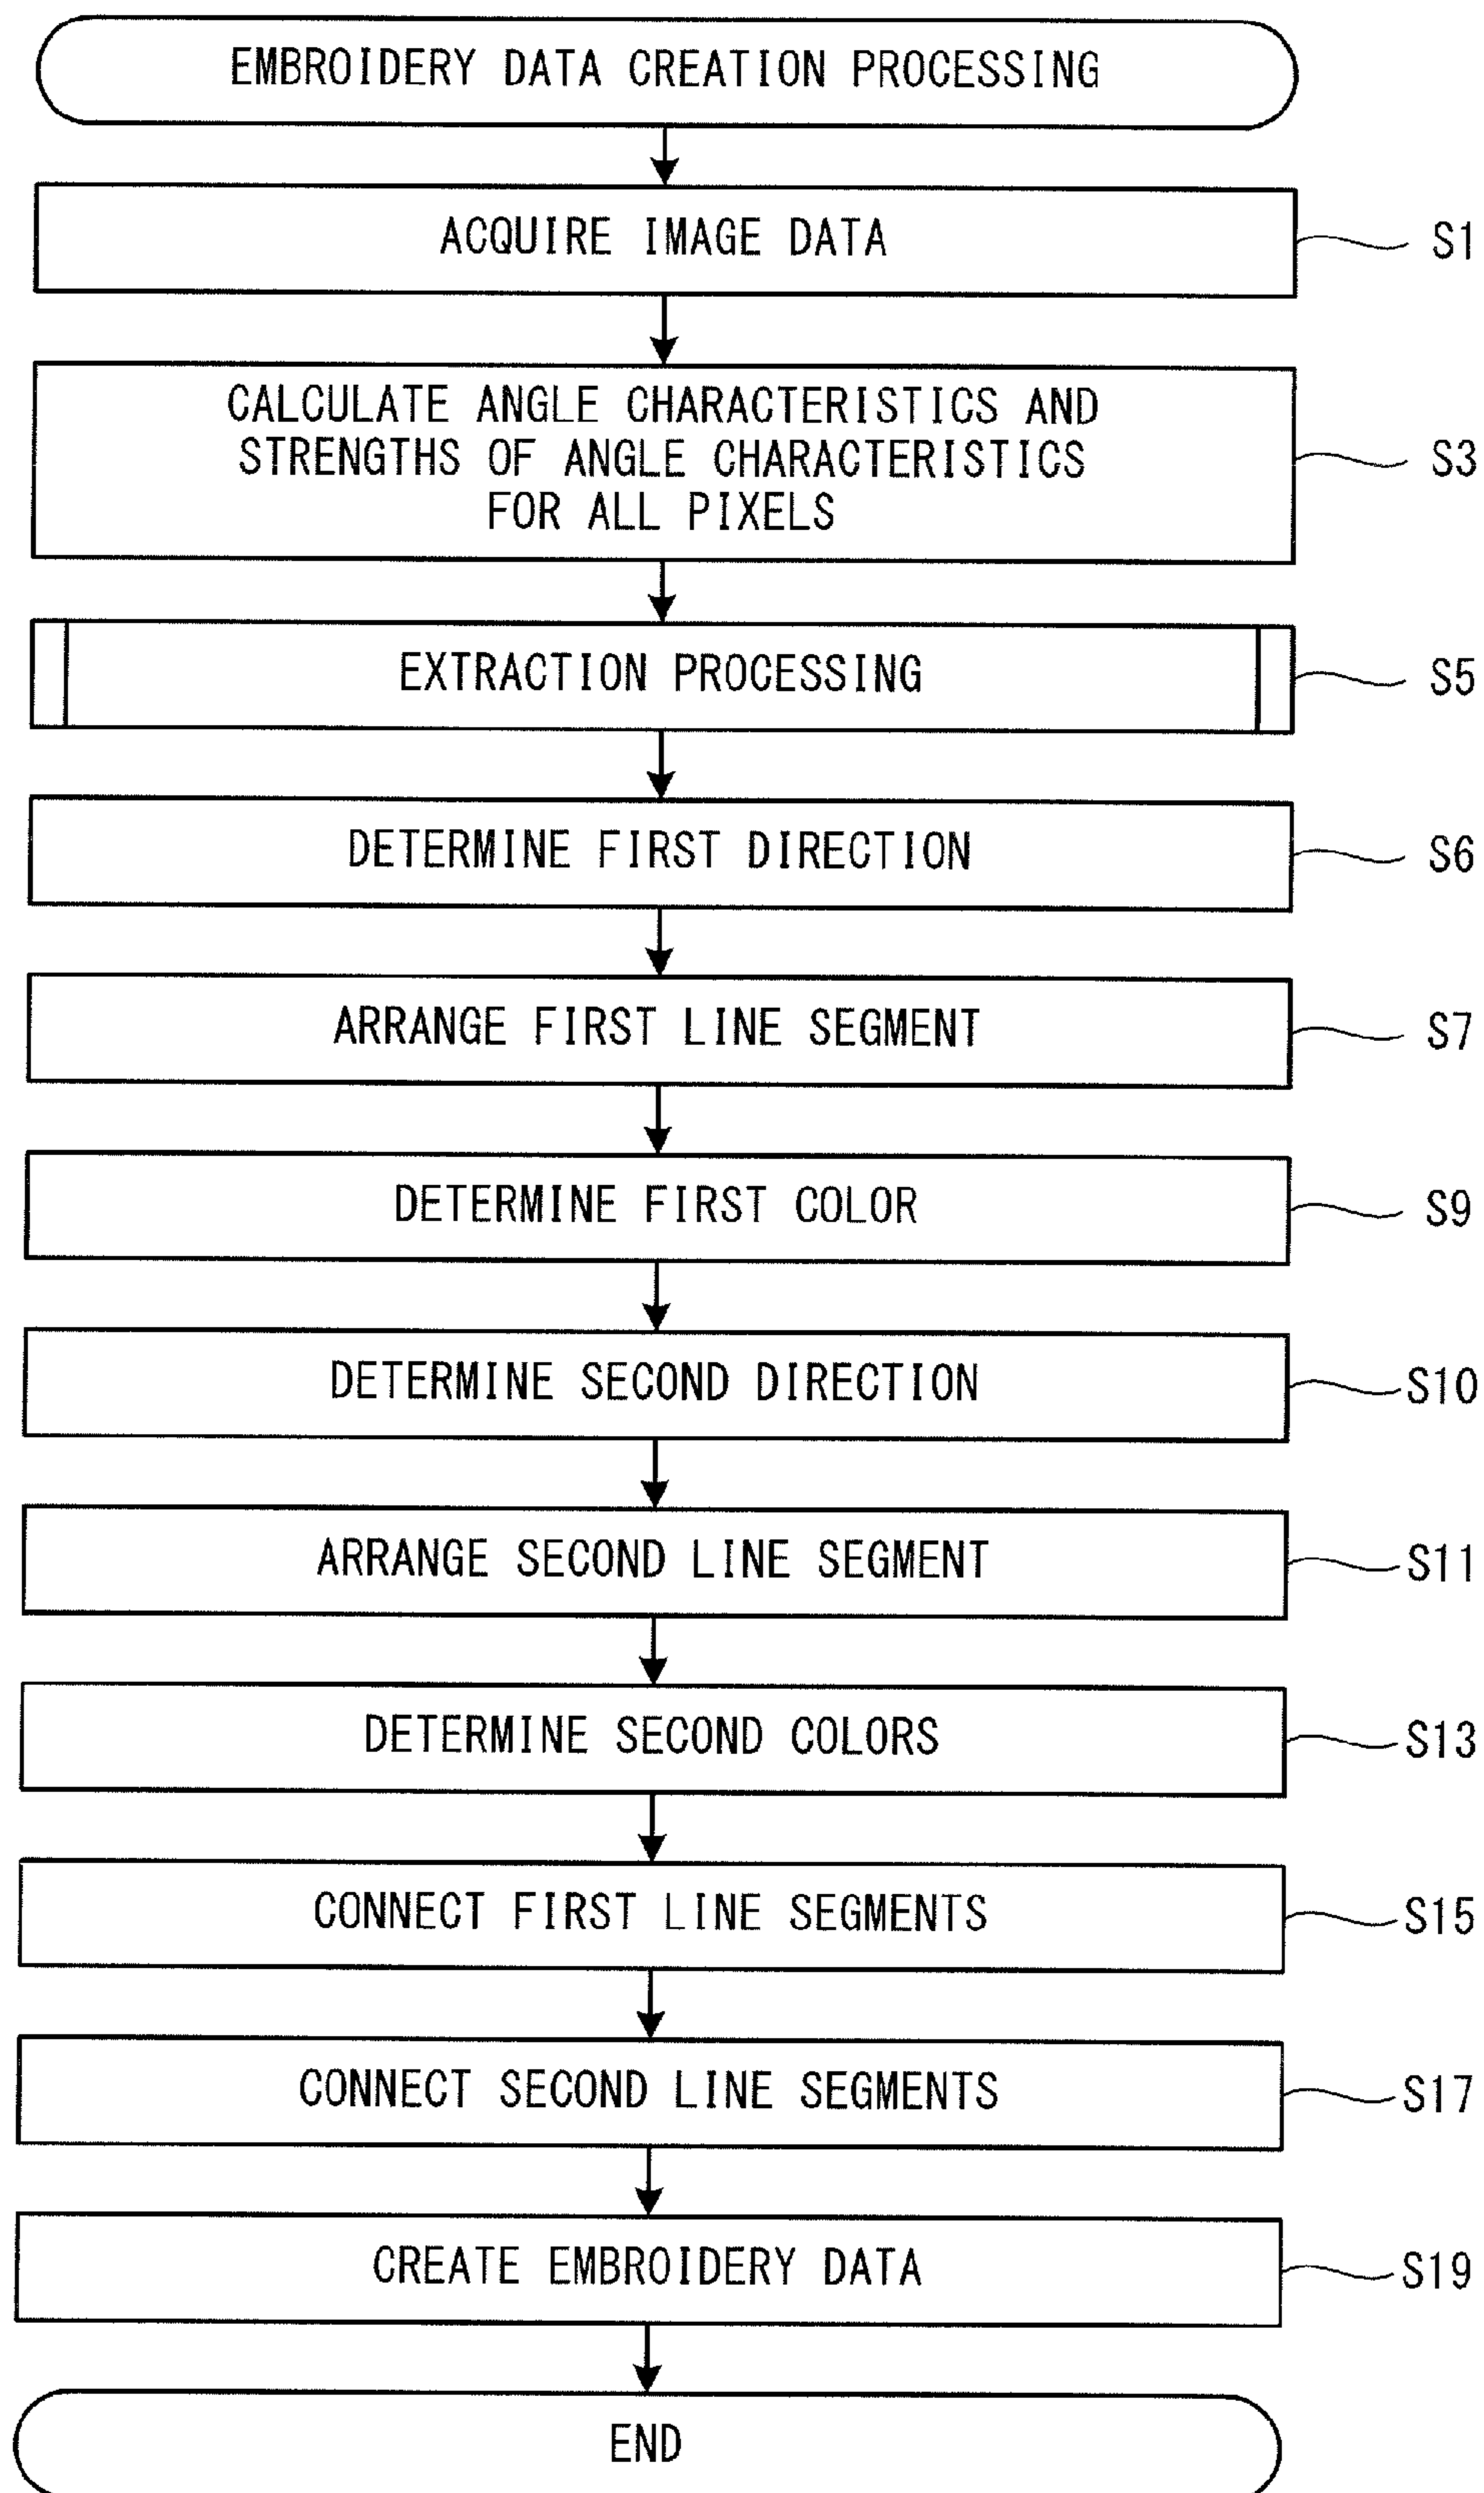 EMBROIDERY DATA CREATION PROCESSING
ACQUIRE IMAGE DATA
S1
CALCULATE ANGLE CHARACTERISTICS AND
STRENGTHS OF ANGLE CHARACTERISTICS
FOR ALL PIXELS
S3
EXTRACTION PROCESSING
S5
DETERMINE FIRST DIRECTION
S6
ARRANGE FIRST LINE SEGMENT
S7
DETERMINE FIRST COLOR
S9
DETERMINE SECOND DIRECTION
S10
ARRANGE SECOND LINE SEGMENT
S11
DETERMINE SECOND COLORS
S13
CONNECT FIRST LINE SEGMENTS
S15
CONNECT SECOND LINE SEGMENTS
S17
CREATE EMBROIDERY DATA
S19
END